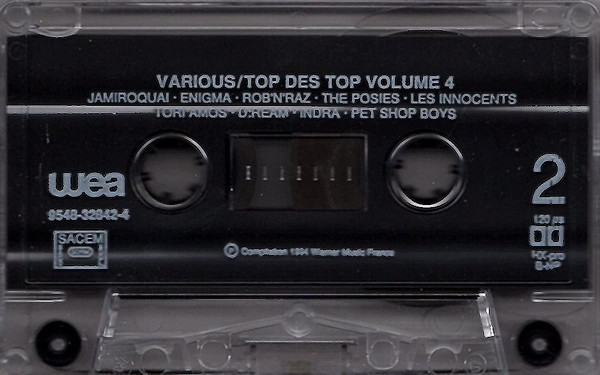 VARIOUS/TOP DES TOP VOLUME 4
JAMIROQUAI · ENIGMA · ROB'N'RAZ · THE POSIES · LES INNOCENTS
TORI AMOS · D:REAM · INDRA · PET SHOP BOYS
wea
9548-32842-4
SACEM
2
120 µs
HX-pro
B-NR
℗ Compilation 1994 Warner Music France